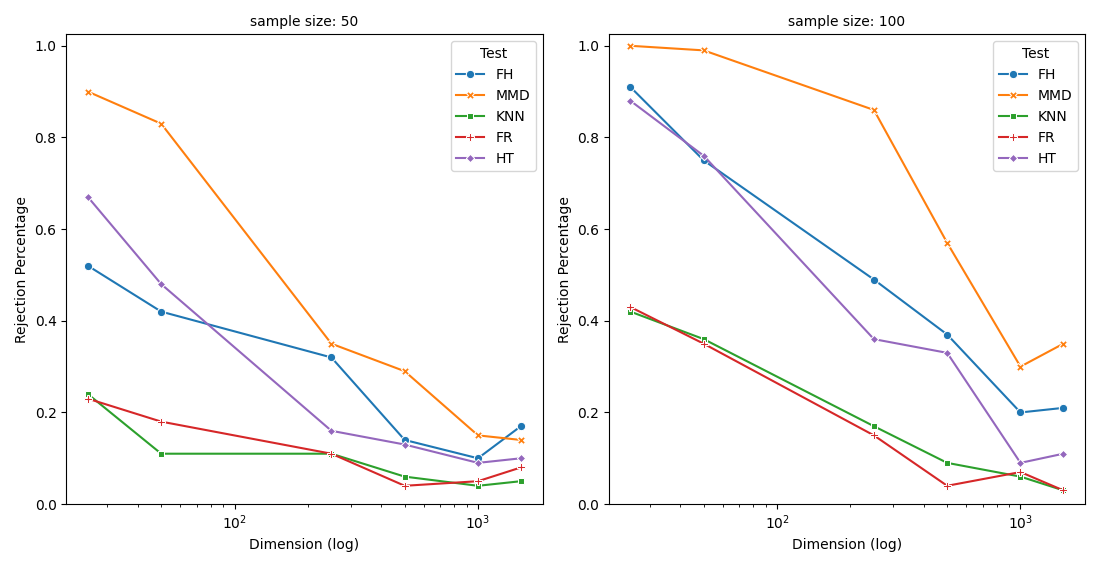 sample size: 50
Rejection Percentage
1.0
0.8
0.6
0.4
0.2
0.0
Test
FH
MMD
KNN
FR
HT
10²
10³
Dimension (log)
sample size: 100
Rejection Percentage
1.0
0.8
0.6
0.4
0.2
0.0
Test
FH
MMD
KNN
FR
HT
10²
10³
Dimension (log)